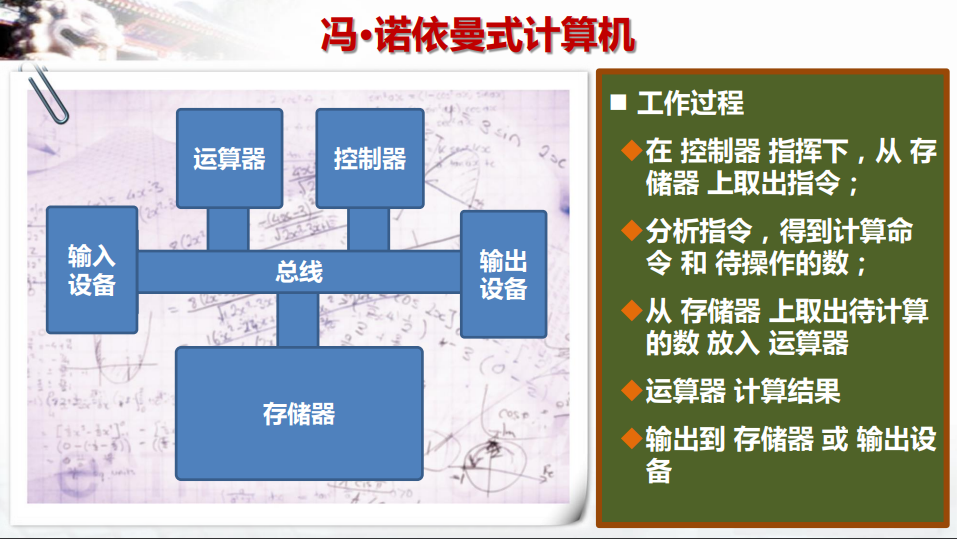 冯·诺依曼式计算机
运算器
控制器
输入
设备
总线
输出
设备
存储器
■ 工作过程
◆在 控制器 指挥下，从 存
储器 上取出指令；
◆分析指令，得到计算命
令 和 待操作的数；
◆从 存储器 上取出待计算
的数 放入 运算器
◆运算器 计算结果
◆输出到 存储器 或 输出设
备